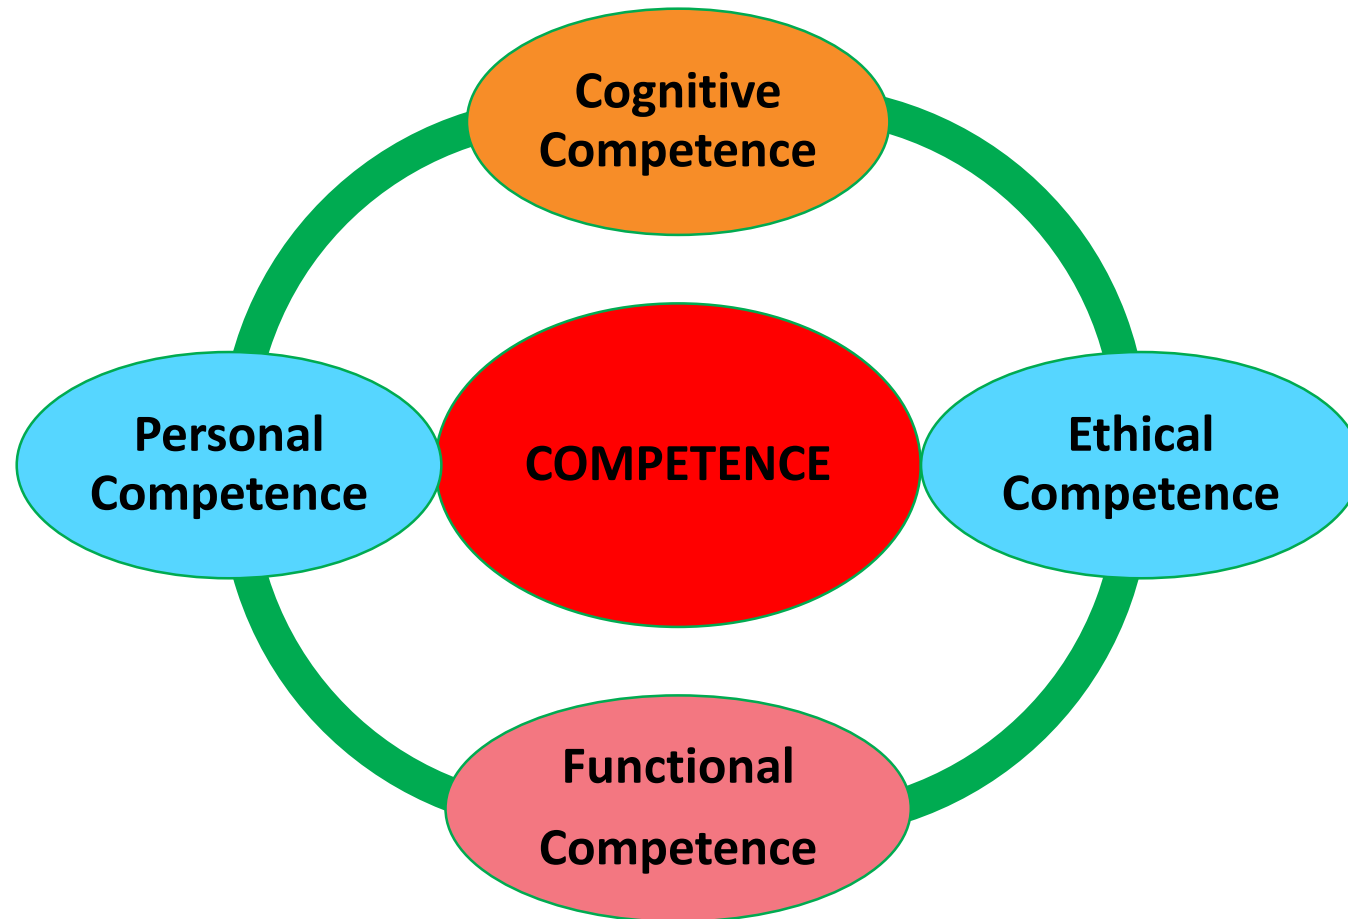 Cognitive
Competence
Personal
Competence
COMPETENCE
Ethical
Competence
Functional
Competence